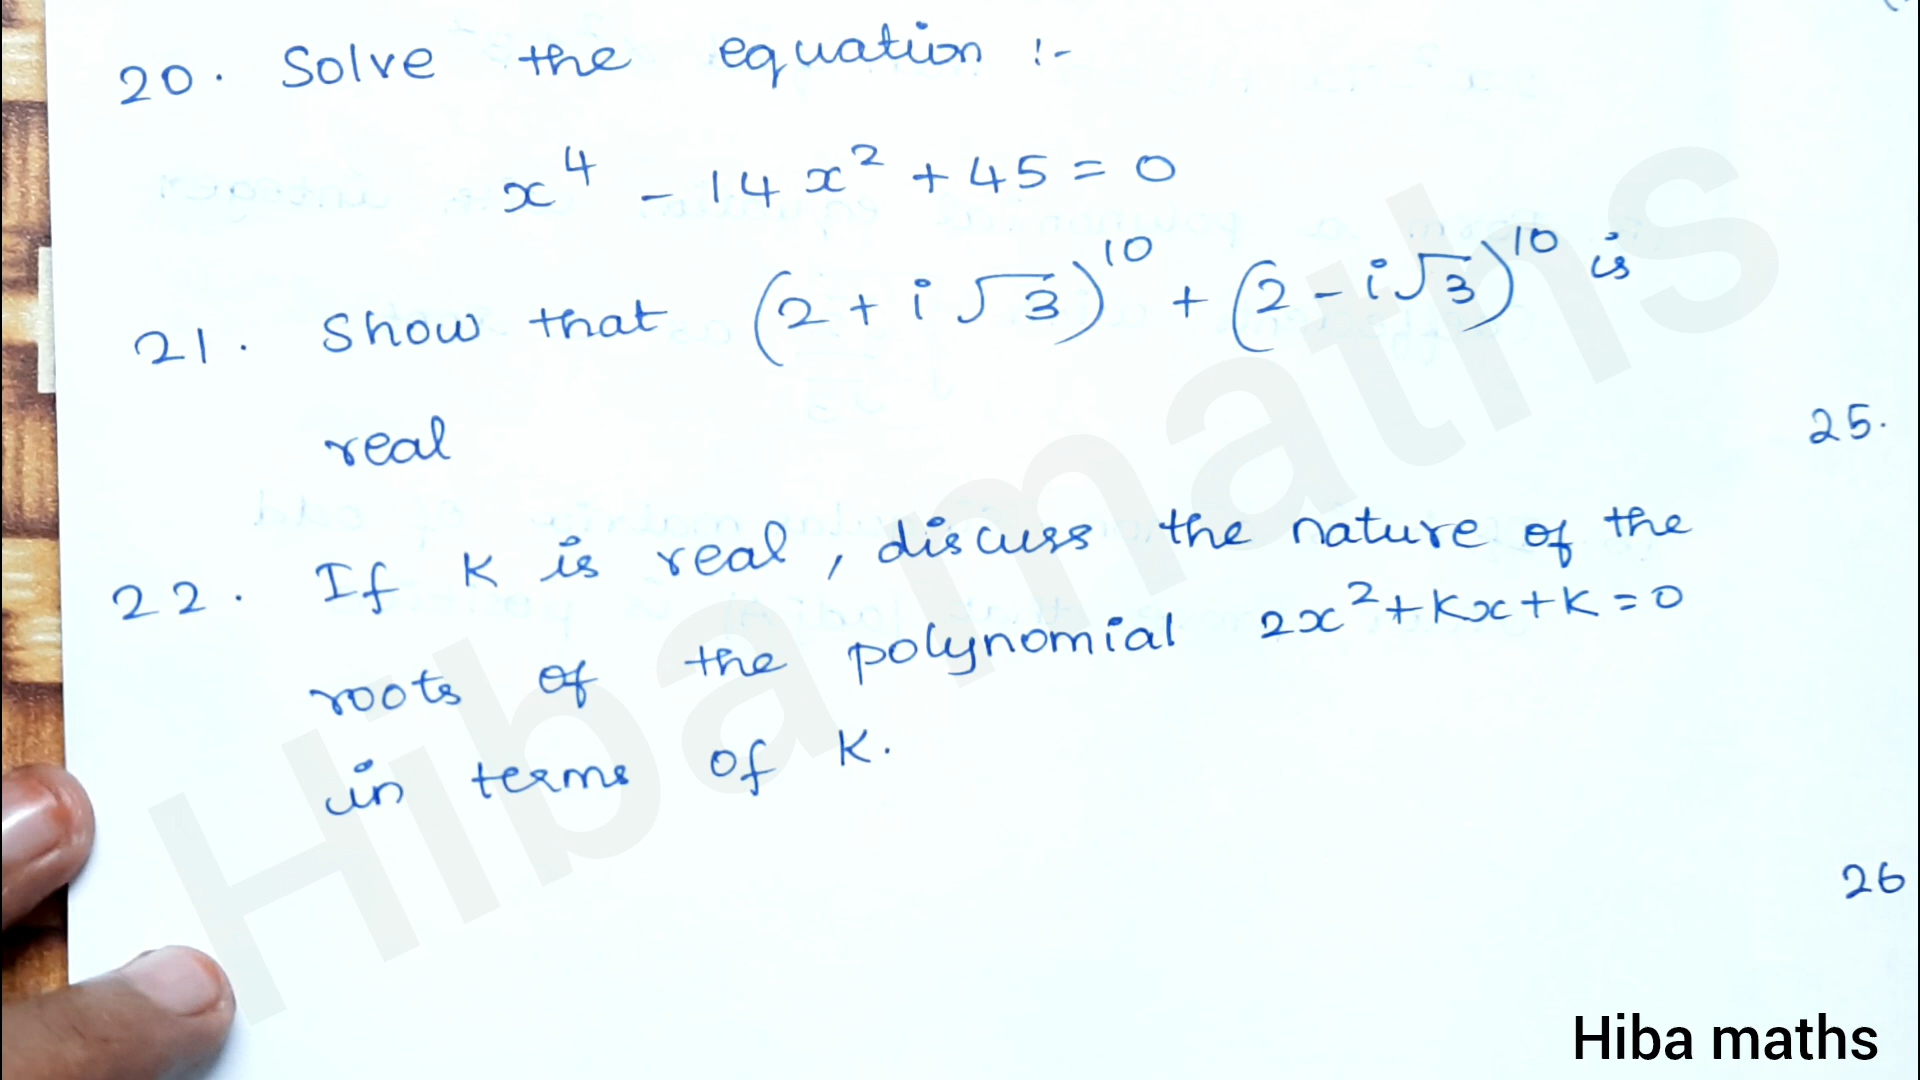 20. Solve the equation :-
x⁴ - 14x² + 45 = 0
21. Show that (2 + i√3)¹⁰ + (2 - i√3)¹⁰ is
real
25.
22. If K is real, discuss the nature of the
roots of the polynomial 2x² + Kx + K = 0
in terms of K.
26
Hiba maths
Hiba maths